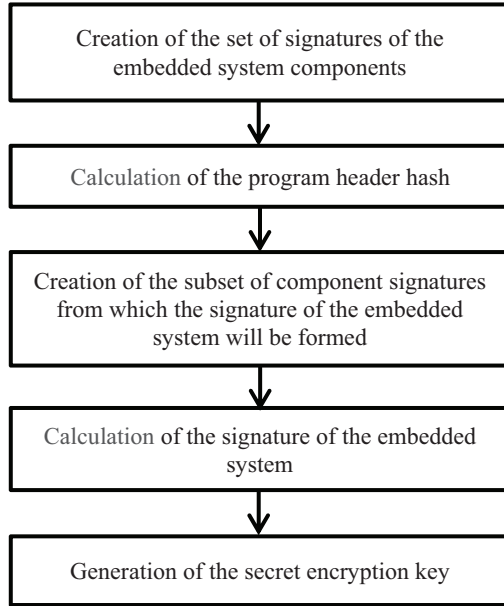 Creation of the set of signatures of the
embedded system components
Calculation of the program header hash
Creation of the subset of component signatures
from which the signature of the embedded
system will be formed
Calculation of the signature of the embedded
system
Generation of the secret encryption key